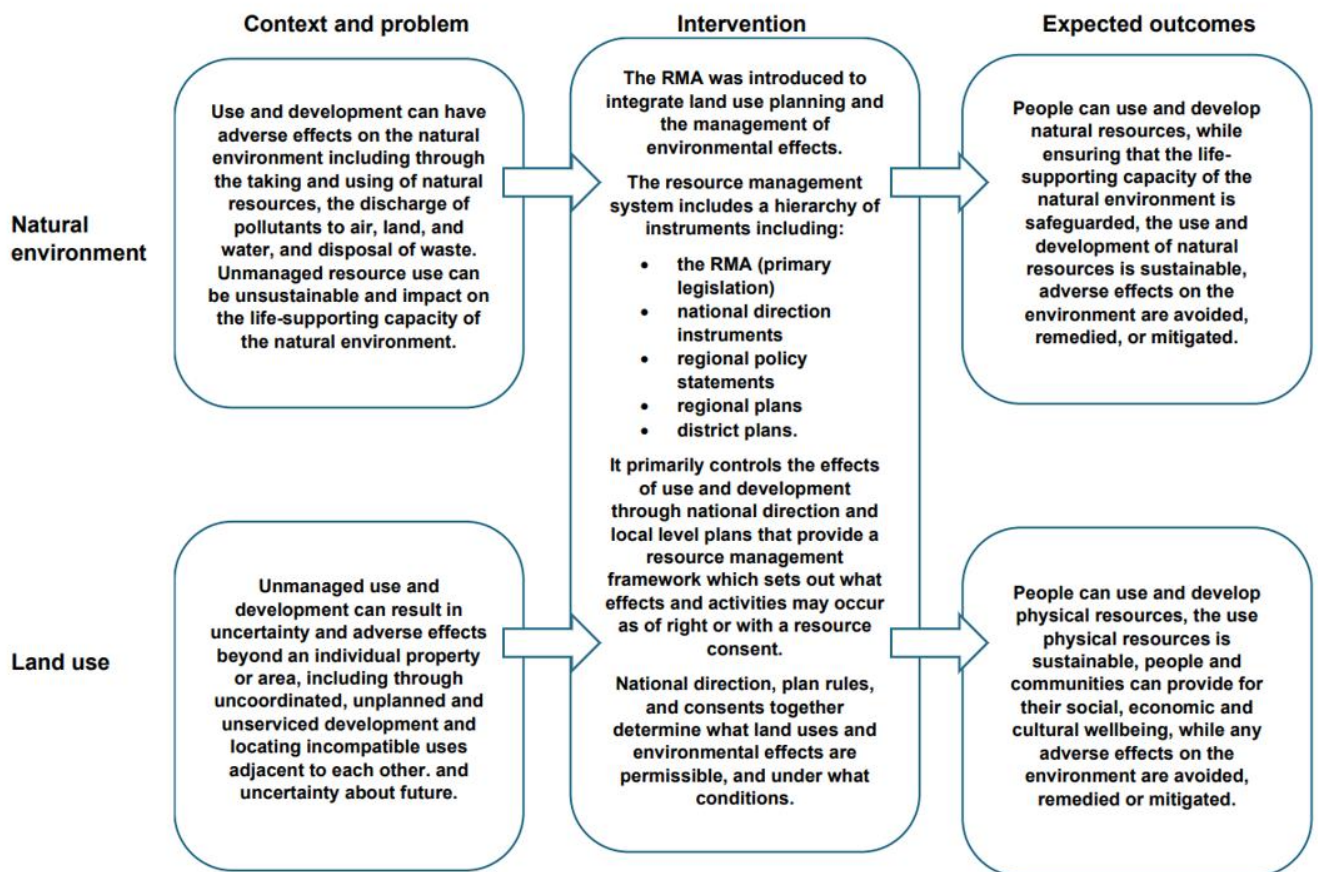 Context and problem
Intervention
Expected outcomes
Natural
environment
Use and development can have
adverse effects on the natural
environment including through
the taking and using of natural
resources, the discharge of
pollutants to air, land, and
water, and disposal of waste.
Unmanaged resource use can
be unsustainable and impact on
the life-supporting capacity of
the natural environment.
The RMA was introduced to
integrate land use planning and
the management of
environmental effects.
The resource management
system includes a hierarchy of
instruments including:
• the RMA (primary
legislation)
• national direction
instruments
• regional policy
statements
• regional plans
• district plans.
It primarily controls the effects
of use and development
through national direction and
local level plans that provide a
resource management
framework which sets out what
effects and activities may occur
as of right or with a resource
consent.
National direction, plan rules,
and consents together
determine what land uses and
environmental effects are
permissible, and under what
conditions.
People can use and develop
natural resources, while
ensuring that the life-
supporting capacity of the
natural environment is
safeguarded, the use and
development of natural
resources is sustainable,
adverse effects on the
environment are avoided,
remedied, or mitigated.
Land use
Unmanaged use and
development can result in
uncertainty and adverse effects
beyond an individual property
or area, including through
uncoordinated, unplanned and
unserviced development and
locating incompatible uses
adjacent to each other. and
uncertainty about future.
People can use and develop
physical resources, the use
physical resources is
sustainable, people and
communities can provide for
their social, economic and
cultural wellbeing, while any
adverse effects on the
environment are avoided,
remedied or mitigated.